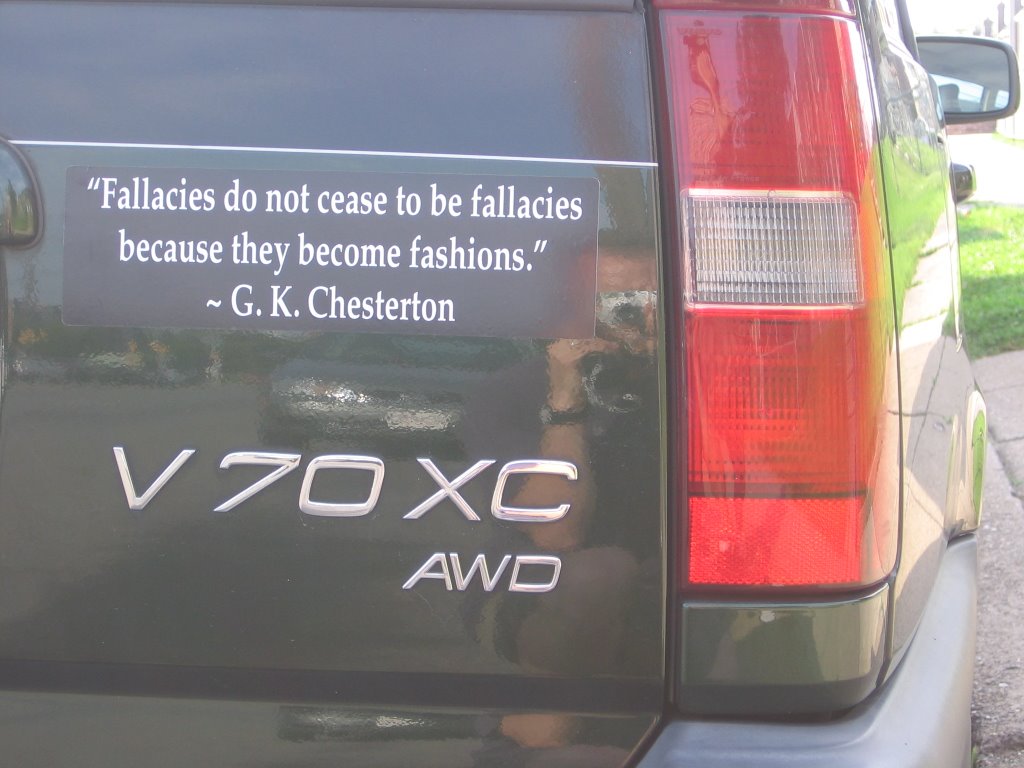 “Fallacies do not cease to be fallacies
because they become fashions.”
~ G. K. Chesterton
V70 XC
AWD